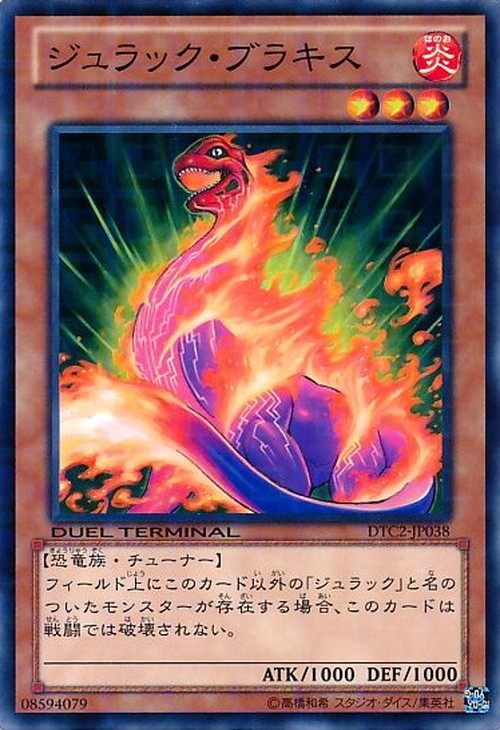 ジュラック・ブラキス
炎
ほのお
DUEL TERMINAL
DTC2-JP038
【恐竜族・チューナー】
フィールド上にこのカード以外の「ジュラック」と名の
ついたモンスターが存在する場合、このカードは
戦闘では破壊されない。
ATK/1000 DEF/1000
08594079
©高橋和希 スタジオ・ダイス/集英社